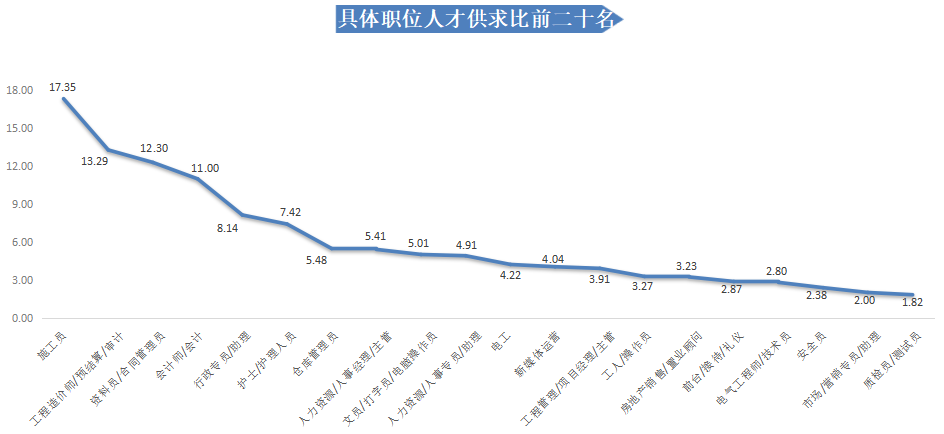 具体职位人才供求比前二十名
18.00
15.00
12.00
9.00
6.00
3.00
0.00
17.35
13.29
12.30
11.00
8.14
7.42
5.48
5.41
5.01
4.91
4.22
4.04
3.91
3.27
3.23
2.87
2.80
2.38
2.00
1.82
施工员
工程造价师/预结算/审计
资料员/合同管理员
会计师/会计
行政专员/助理
护士/护理人员
仓库管理员
人力资源/人事经理/主管
文员/打字员/电脑操作员
人力资源/人事专员/助理
电工
新媒体运营
工程管理/项目经理/主管
工人/操作员
房地产销售/置业顾问
前台/接待/礼仪
电气工程师/技术员
安全员
市场/营销专员/助理
质检员/测试员